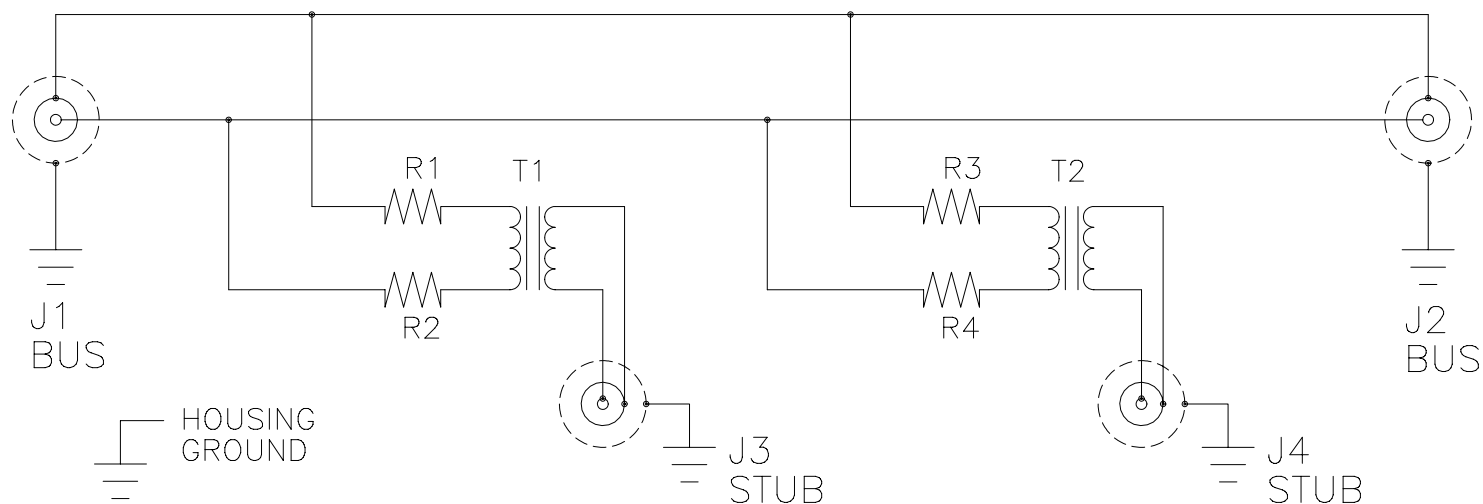 R1
T1
R3
T2
R2
R4
J1
BUS
J2
BUS
HOUSING
GROUND
J3
STUB
J4
STUB